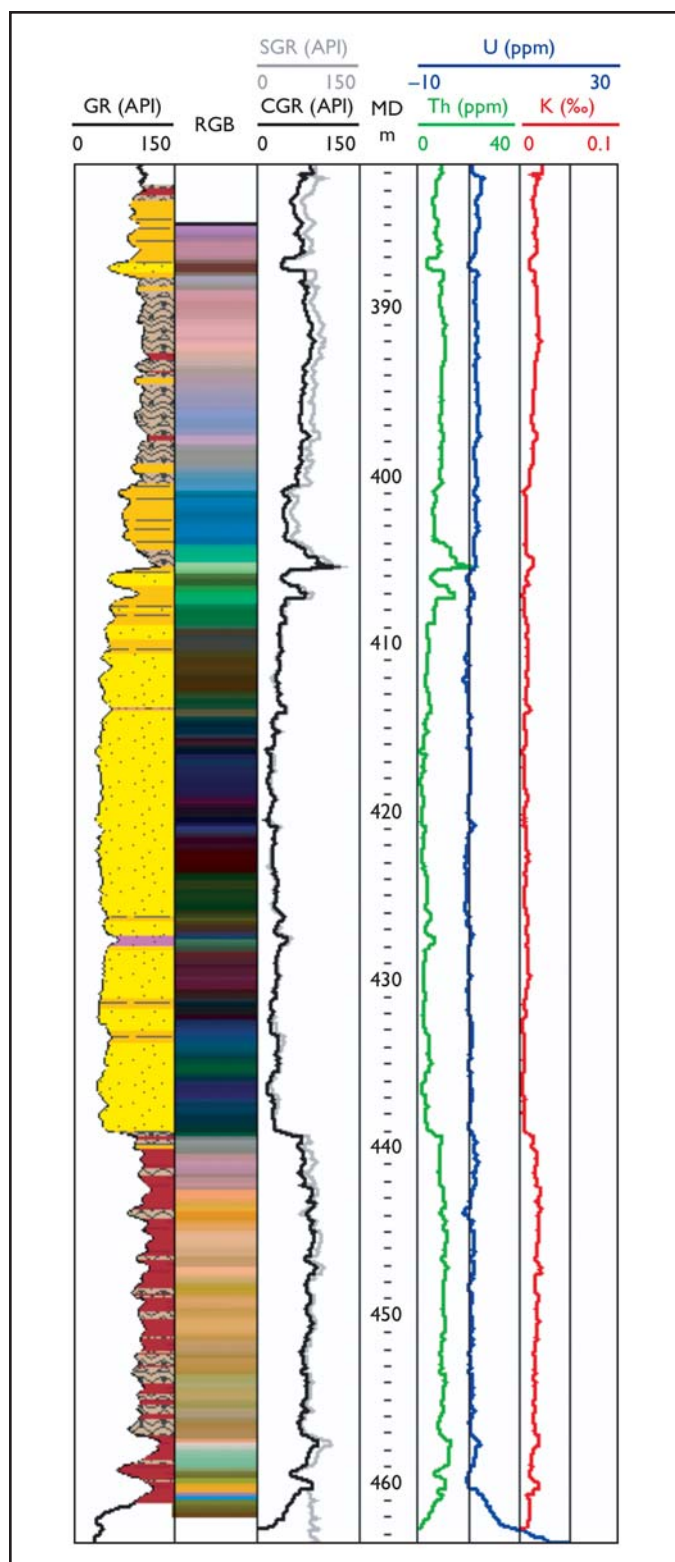 SGR (API)
0 150
U (ppm)
−10 30
GR (API)
RGB
CGR (API)
MD
m
Th (ppm)
K (‰)
0 150
0 150
0 40
0 0.1
390
400
410
420
430
440
450
460